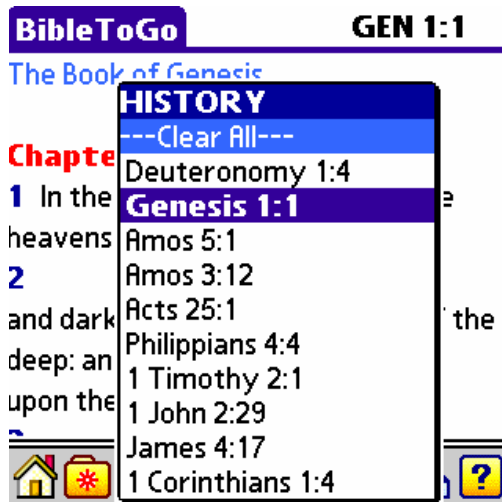 BibleToGo GEN 1:1
The Book of Genesis
HISTORY
---Clear All---
Deuteronomy 1:4
Genesis 1:1
Amos 5:1
Amos 3:12
Acts 25:1
Philippians 4:4
1 Timothy 2:1
1 John 2:29
James 4:17
1 Corinthians 1:4
Chapte
1 In the
heavens
2
and dark the
deep: an
upon the
?